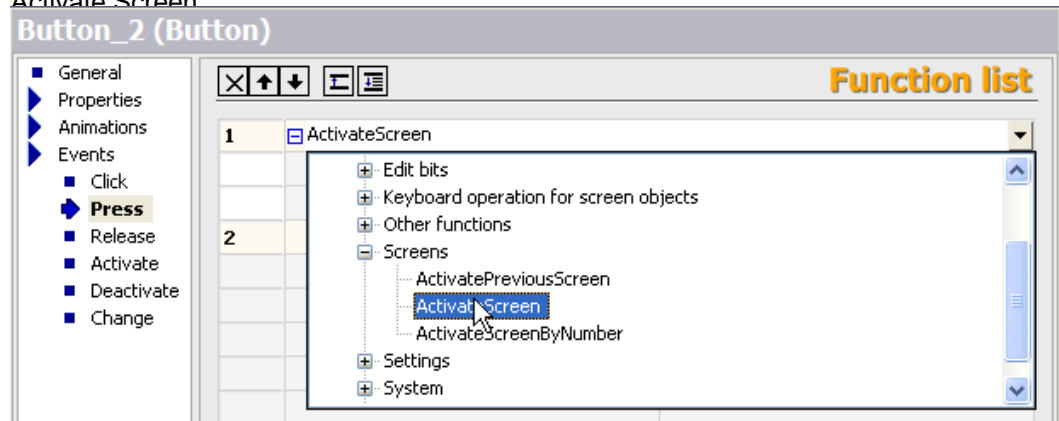 Activate Screen
Button_2 (Button)
General
Properties
Animations
Events
Click
Press
Release
Activate
Deactivate
Change
Function list
1 ActivateScreen
2
Edit bits
Keyboard operation for screen objects
Other functions
Screens
ActivatePreviousScreen
ActivateScreen
ActivateScreenByNumber
Settings
System